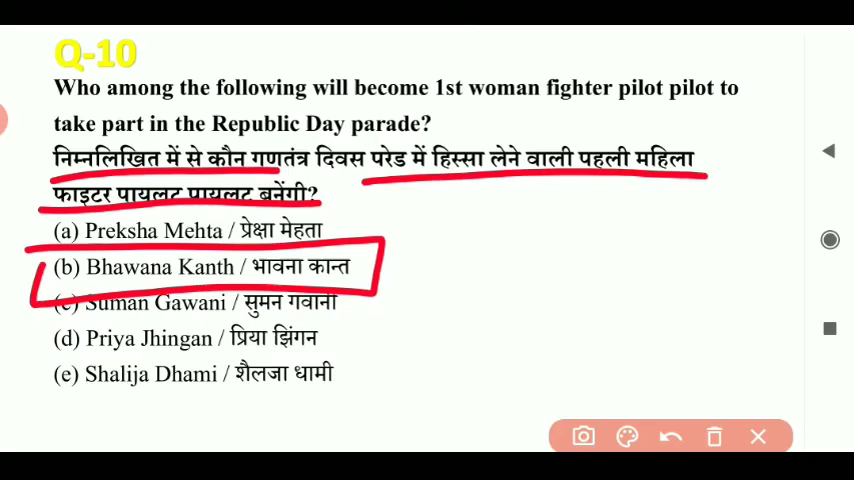 Q-10
Who among the following will become 1st woman fighter pilot pilot to
take part in the Republic Day parade?
निम्नलिखित में से कौन गणतंत्र दिवस परेड में हिस्सा लेने वाली पहली महिला
फाइटर पायलट पायलट बनेंगी?
(a) Preksha Mehta / प्रेक्षा मेहता
(b) Bhawana Kanth / भावना कान्त
(c) Suman Gawani / सुमन गवानी
(d) Priya Jhingan / प्रिया झिंगन
(e) Shalija Dhami / शैलजा धामी